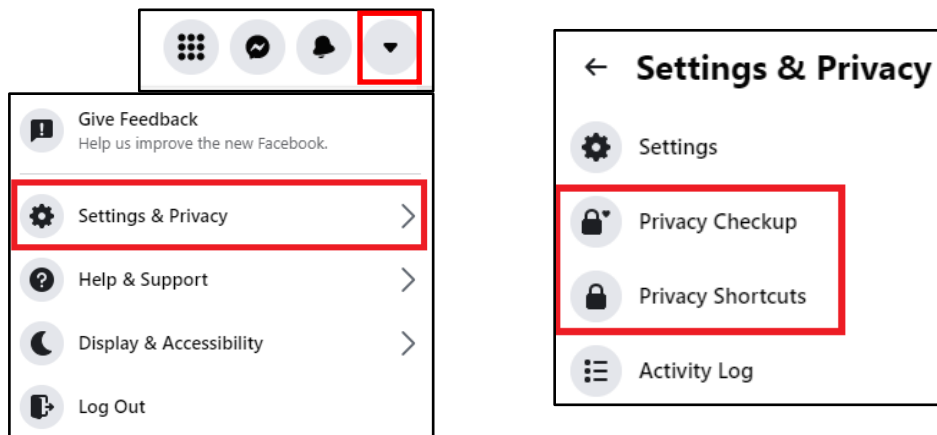 Give Feedback
Help us improve the new Facebook.
Settings & Privacy
Help & Support
Display & Accessibility
Log Out
Settings & Privacy
Settings
Privacy Checkup
Privacy Shortcuts
Activity Log